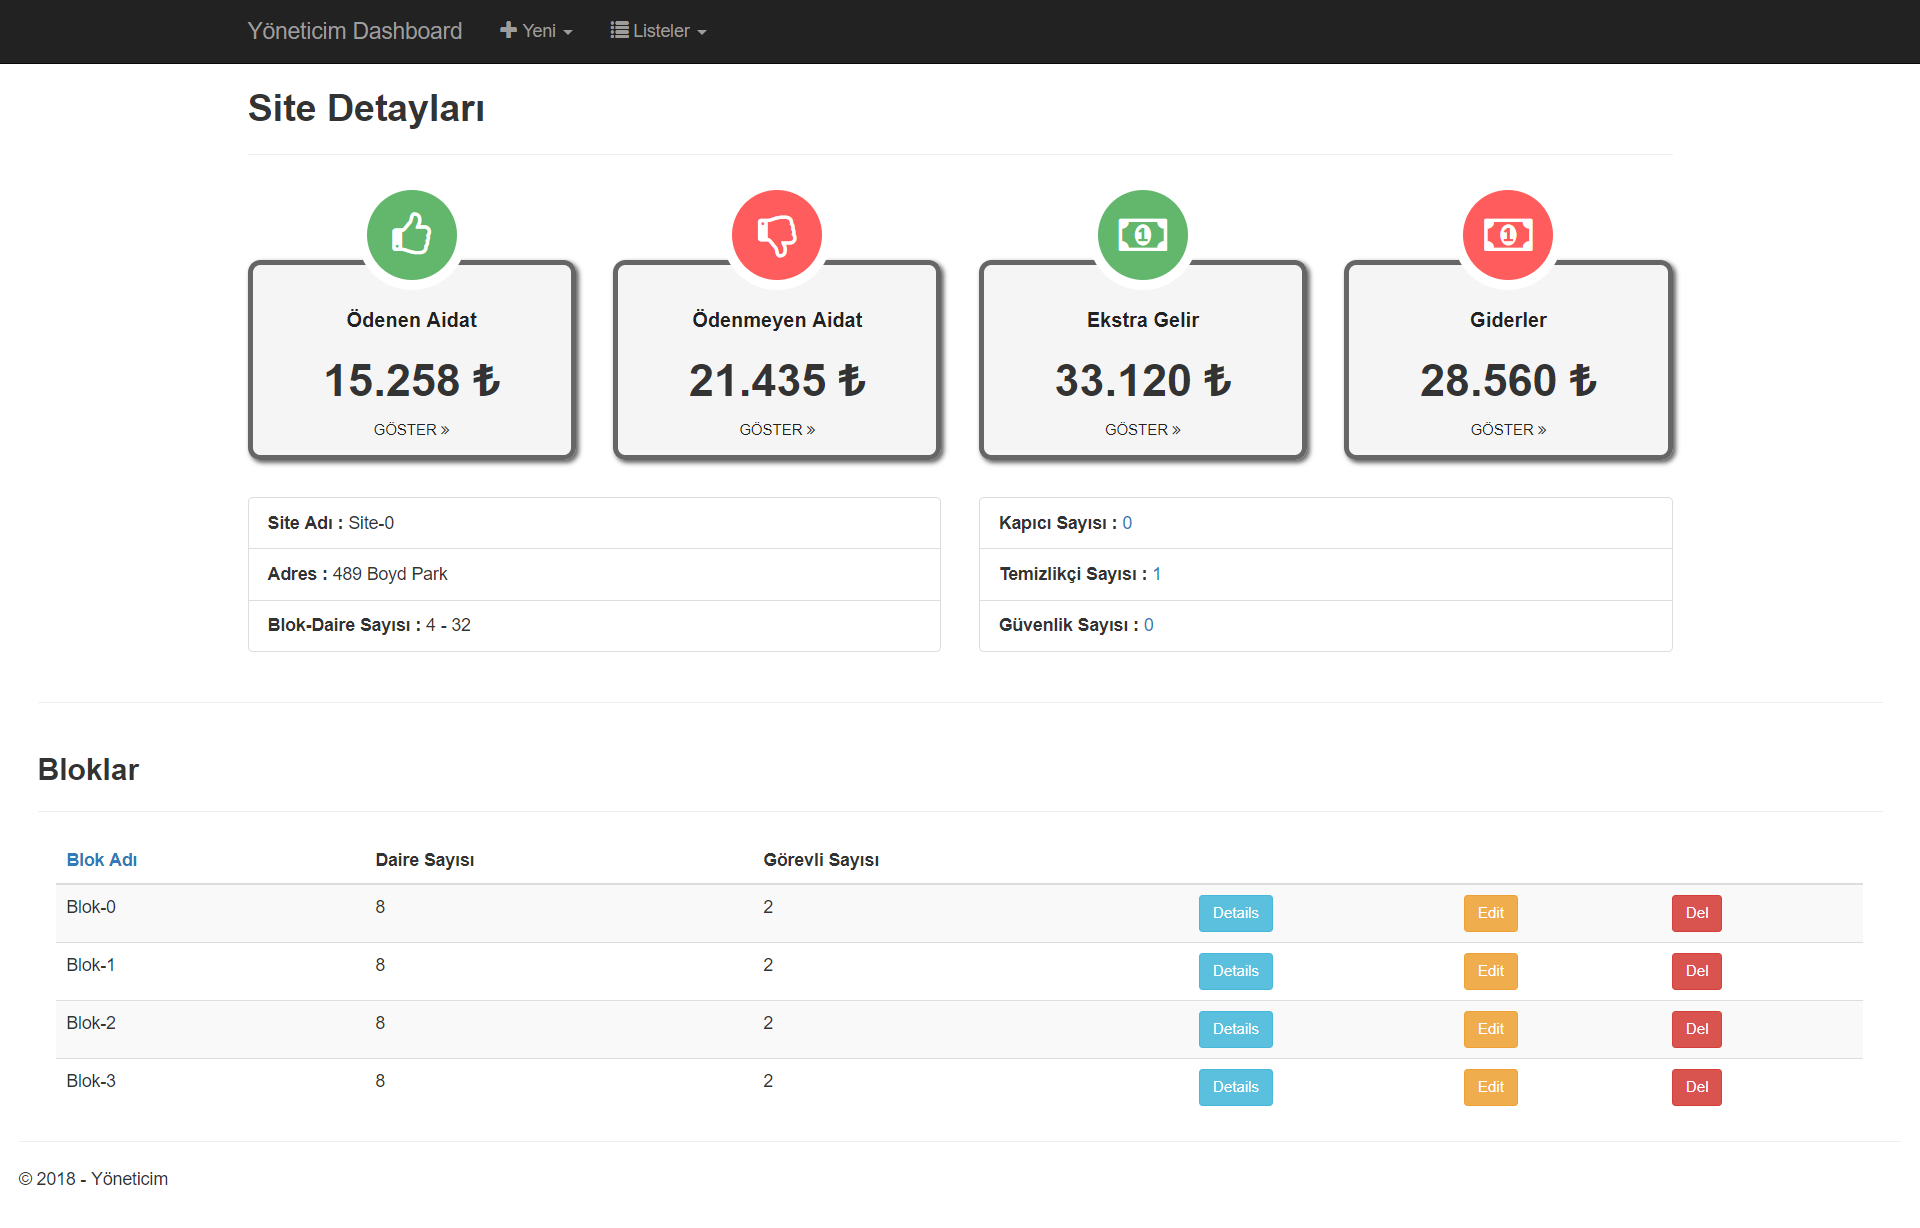 Yöneticim Dashboard Yeni Listeler
Site Detayları
Ödenen Aidat
15.258 ₺
GÖSTER »
Ödenmeyen Aidat
21.435 ₺
GÖSTER »
1
Ekstra Gelir
33.120 ₺
GÖSTER »
1
Giderler
28.560 ₺
GÖSTER »
Site Adı : Site-0
Adres : 489 Boyd Park
Blok-Daire Sayısı : 4 - 32
Kapıcı Sayısı : 0
Temizlikçi Sayısı : 1
Güvenlik Sayısı : 0
Bloklar
Blok Adı Daire Sayısı Görevli Sayısı
Blok-0 8 2 Details Edit Del
Blok-1 8 2 Details Edit Del
Blok-2 8 2 Details Edit Del
Blok-3 8 2 Details Edit Del
© 2018 - Yöneticim